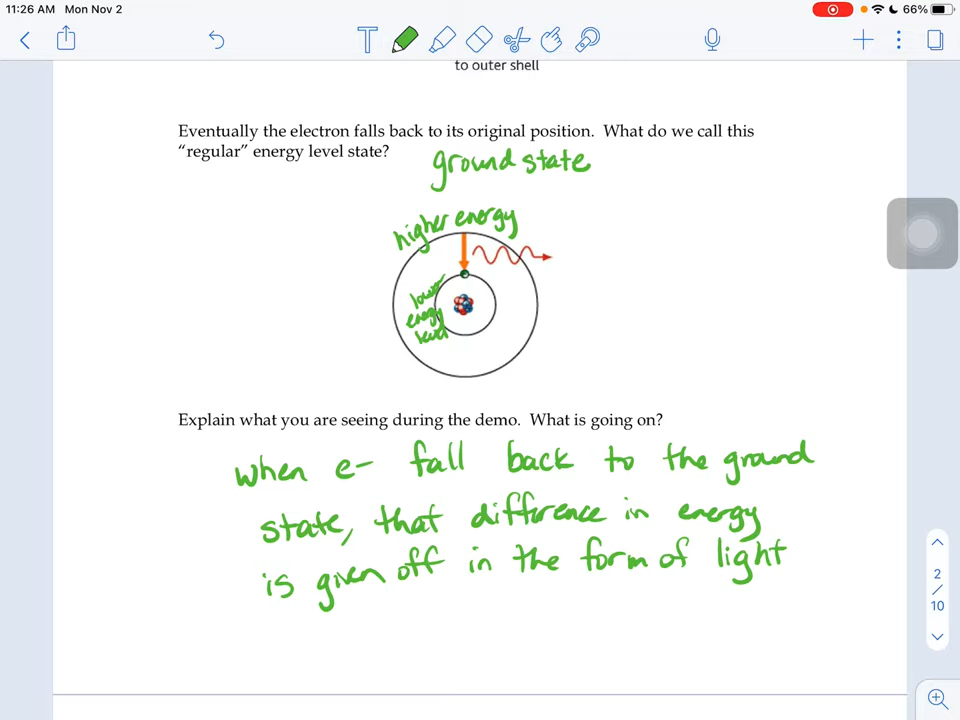 11:26 AM Mon Nov 2
66%
to outer shell
Eventually the electron falls back to its original position. What do we call this
“regular” energy level state?
ground state
higher energy
lower
energy
level
Explain what you are seeing during the demo. What is going on?
when e- fall back to the ground
state, that difference in energy
is given off in the form of light
2
/
10